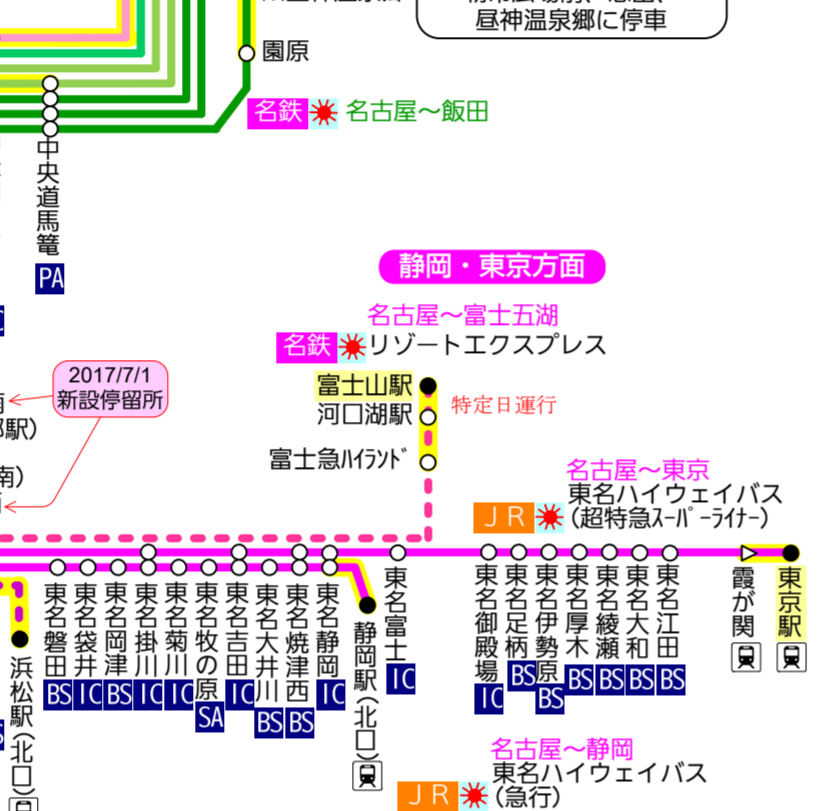 昼神温泉郷に停車
園原
名鉄 名古屋～飯田
中央道馬篭
PA
静岡・東京方面
名古屋～富士五湖
名鉄 リゾートエクスプレス
2017/7/1
新設停留所
富士山駅
特定日運行
河口湖駅
富士急ﾊｲﾗﾝﾄﾞ
駅)
南)
名古屋～東京
JR 東名ハイウェイバス
(超特急ｽｰﾊﾟｰﾗｲﾅｰ)
浜松駅(北口)
東名磐田
BS
東名袋井
IC
東名岡津
BS
東名掛川
IC
東名菊川
IC
東名牧の原
SA
東名吉田
IC
東名大井川
BS
東名焼津西
BS
東名静岡
IC
静岡駅(北口)
東名富士
IC
東名御殿場
IC
東名足柄
BS
東名伊勢原
BS
東名厚木
BS
東名綾瀬
BS
東名大和
BS
東名江田
BS
霞が関
東京駅
名古屋～静岡
JR 東名ハイウェイバス
(急行)